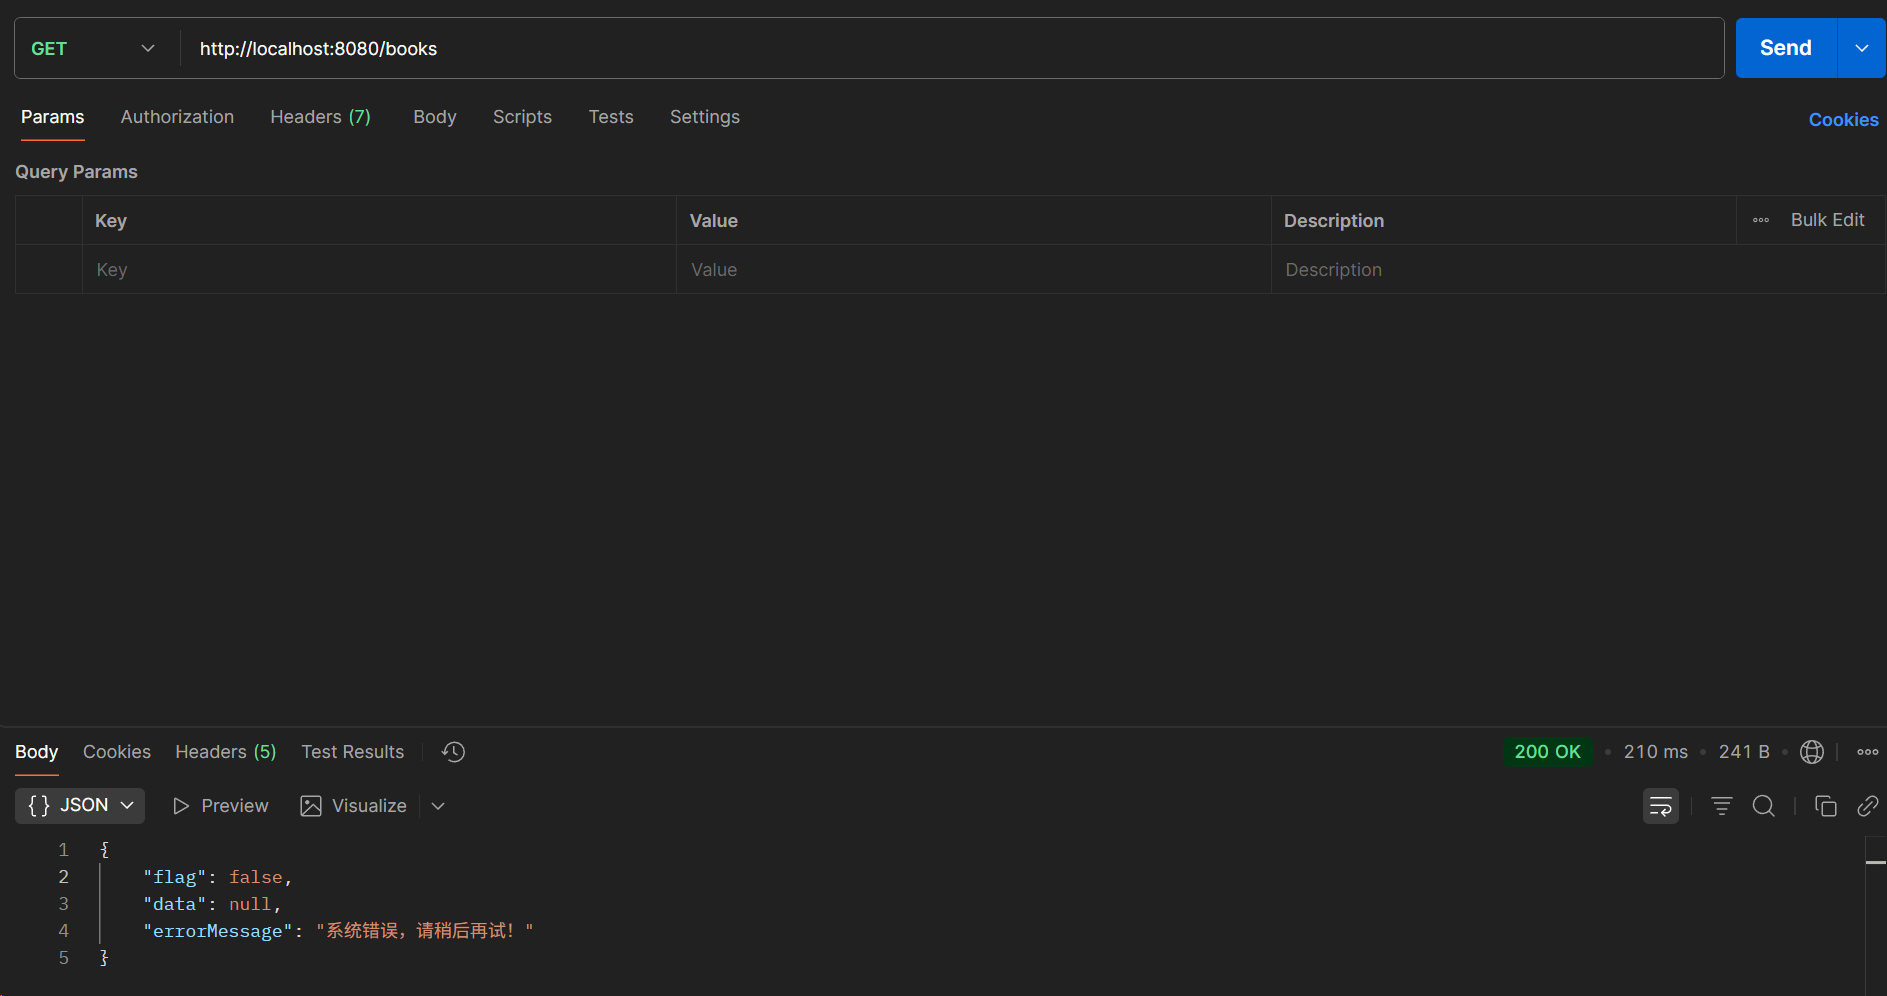 GET http://localhost:8080/books Send
Params Authorization Headers (7) Body Scripts Tests Settings Cookies
Query Params
Key Value Description Bulk Edit
Key Value Description
Body Cookies Headers (5) Test Results 200 OK 210 ms 241 B
{} JSON Preview Visualize
1 {
2 "flag": false,
3 "data": null,
4 "errorMessage": "系统错误，请稍后再试！"
5 }